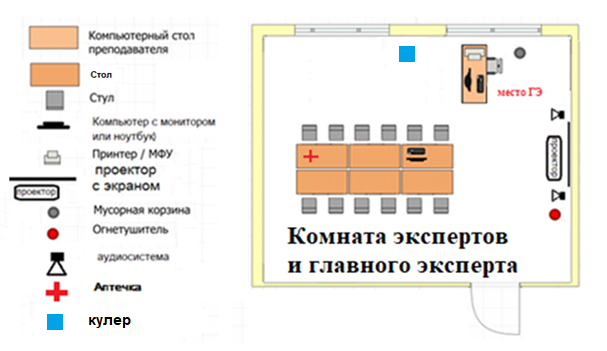 Компьютерный стол
преподавателя
Стол
Стул
Компьютер с монитором
или ноутбук)
Принтер / МФУ
проектор
с экраном
проектор
Мусорная корзина
Огнетушитель
аудиосистема
Аптечка
кулер
место ГЭ
проектор
Комната экспертов
и главного эксперта